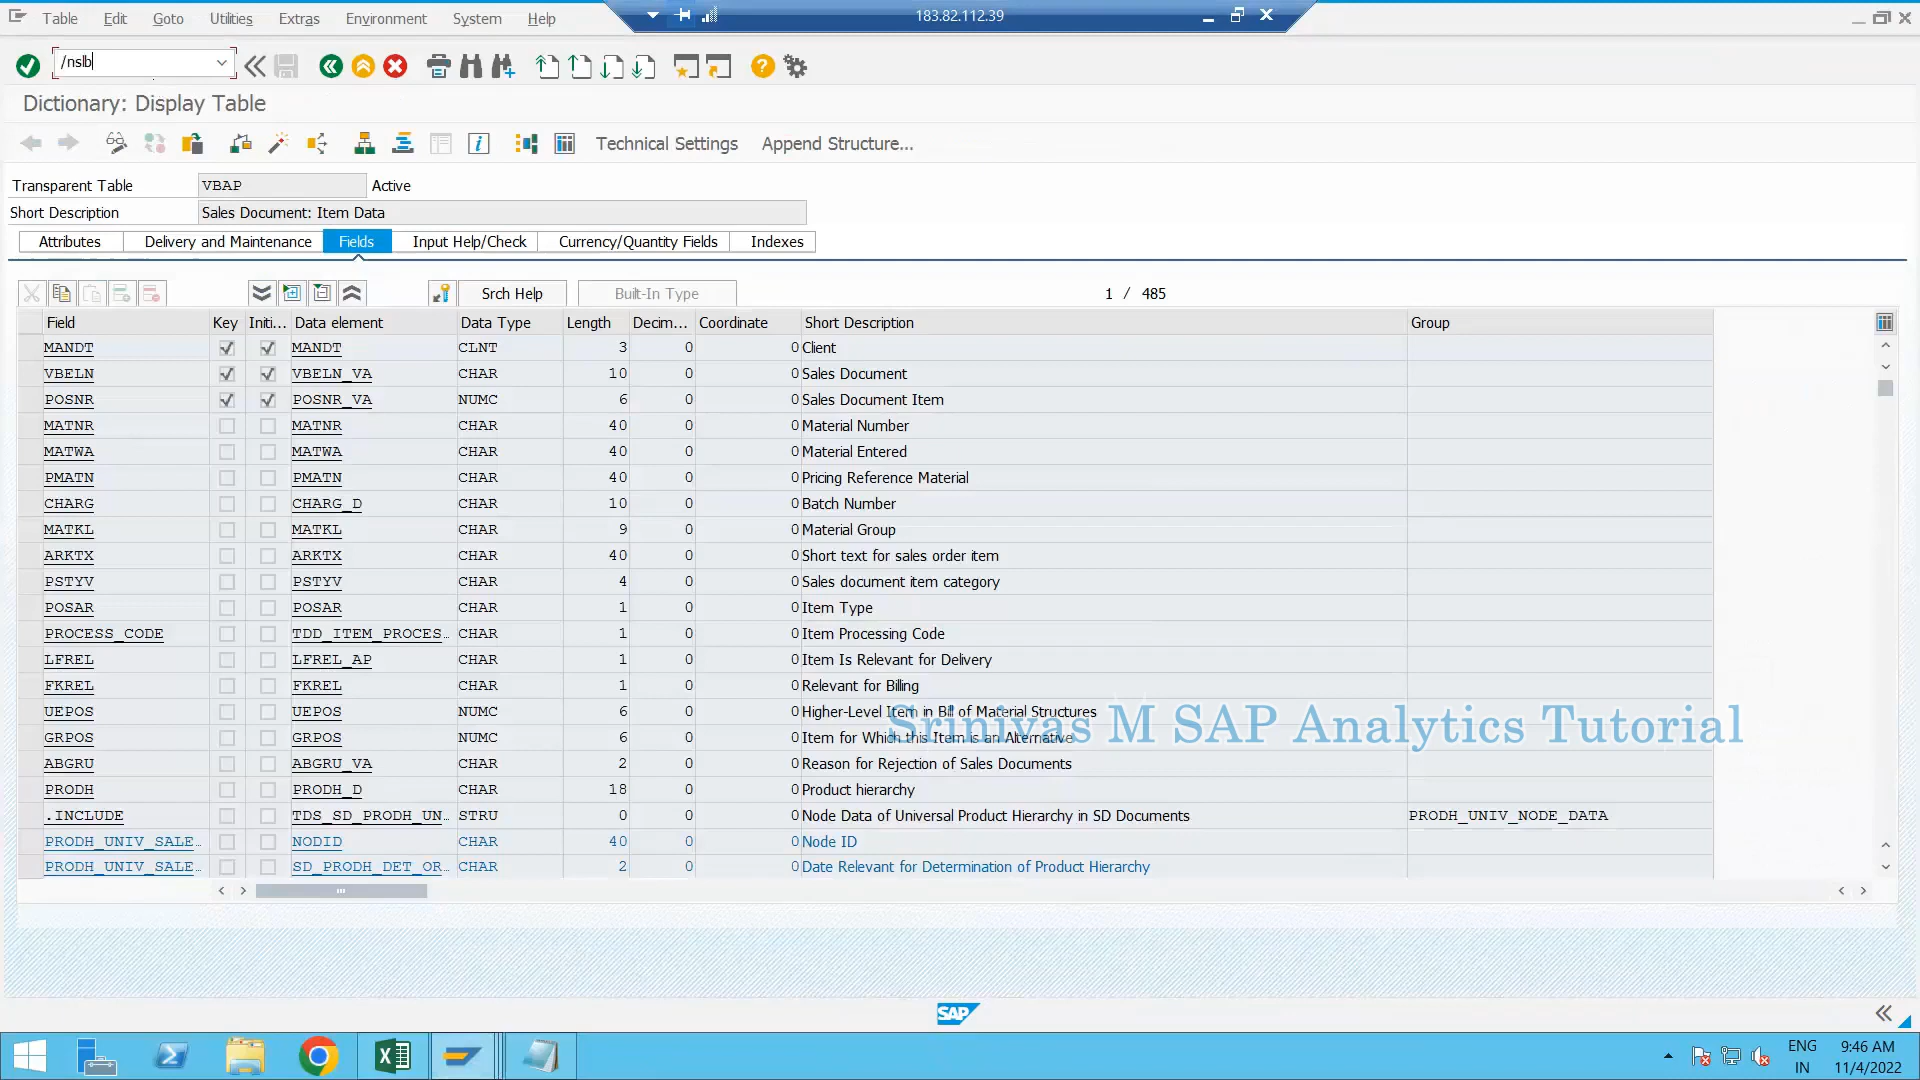 183.82.112.39
Table Edit Goto Utilities Extras Environment System Help
/nslb
Dictionary: Display Table
Technical Settings Append Structure...
Transparent Table VBAP Active
Short Description Sales Document: Item Data
Attributes Delivery and Maintenance Fields Input Help/Check Currency/Quantity Fields Indexes
Srch Help Built-In Type 1 / 485
Field Key Initi... Data element Data Type Length Decim... Coordinate Short Description Group
MANDT MANDT CLNT 3 0 0 Client
VBELN VBELN_VA CHAR 10 0 0 Sales Document
POSNR POSNR_VA NUMC 6 0 0 Sales Document Item
MATNR MATNR CHAR 40 0 0 Material Number
MATWA MATWA CHAR 40 0 0 Material Entered
PMATN PMATN CHAR 40 0 0 Pricing Reference Material
CHARG CHARG_D CHAR 10 0 0 Batch Number
MATKL MATKL CHAR 9 0 0 Material Group
ARKTX ARKTX CHAR 40 0 0 Short text for sales order item
PSTYV PSTYV CHAR 4 0 0 Sales document item category
POSAR POSAR CHAR 1 0 0 Item Type
PROCESS_CODE TDD_ITEM_PROCES... CHAR 1 0 0 Item Processing Code
LFREL LFREL_AP CHAR 1 0 0 Item Is Relevant for Delivery
FKREL FKREL CHAR 1 0 0 Relevant for Billing
UEPOS UEPOS NUMC 6 0 0 Higher-Level Item in Bill of Material Structures
Srinivas M SAP Analytics Tutorial
GRPOS GRPOS NUMC 6 0 0 Item for Which this Item is an Alternative
ABGRU ABGRU_VA CHAR 2 0 0 Reason for Rejection of Sales Documents
PRODH PRODH_D CHAR 18 0 0 Product hierarchy
.INCLUDE TDS_SD_PRODH_UN... STRU 0 0 0 Node Data of Universal Product Hierarchy in SD Documents PRODH_UNIV_NODE_DATA
PRODH_UNIV_SALE... NODID CHAR 40 0 0 Node ID
PRODH_UNIV_SALE... SD_PRODH_DET_OR... CHAR 2 0 0 Date Relevant for Determination of Product Hierarchy
SAP
ENG 9:46 AM
IN 11/4/2022